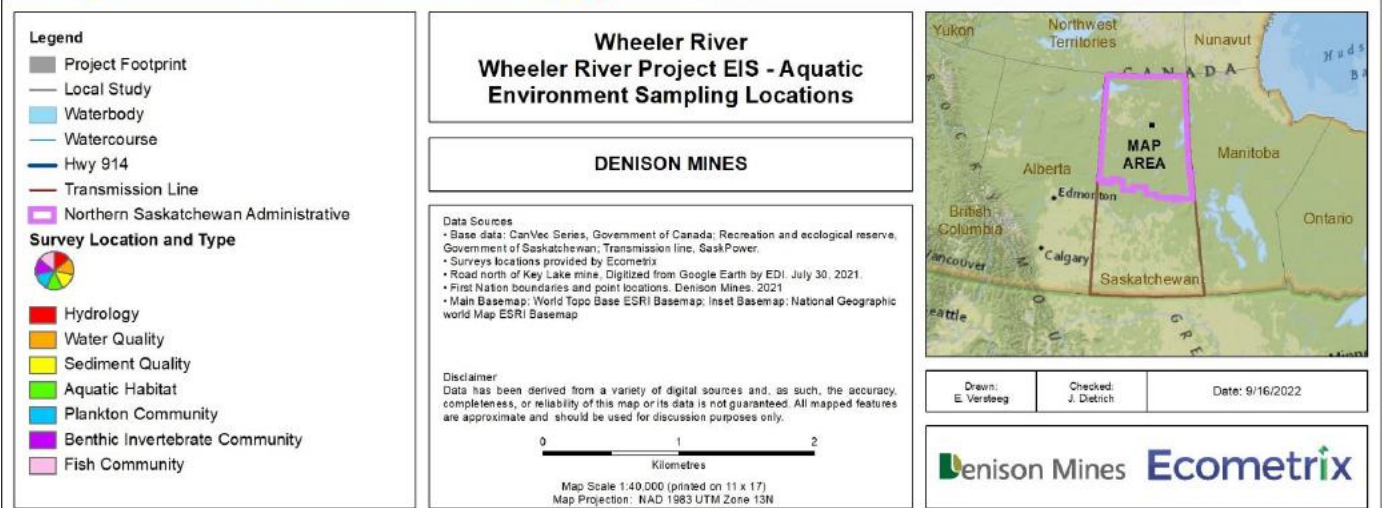 Legend
Project Footprint
Local Study
Waterbody
Watercourse
Hwy 914
Transmission Line
Northern Saskatchewan Administrative
Survey Location and Type
Hydrology
Water Quality
Sediment Quality
Aquatic Habitat
Plankton Community
Benthic Invertebrate Community
Fish Community
Wheeler River
Wheeler River Project EIS - Aquatic
Environment Sampling Locations
DENISON MINES
Data Sources
• Base data: CanVec Series, Government of Canada; Recreation and ecological reserve,
Government of Saskatchewan; Transmission line, SaskPower.
• Surveys locations provided by Ecometrix
• Road north of Key Lake mine, Digitized from Google Earth by EDI. July 30, 2021.
• First Nation boundaries and point locations. Denison Mines. 2021
• Main Basemap: World Topo Base ESRI Basemap; Inset Basemap: National Geographic
world Map ESRI Basemap
Disclaimer
Data has been derived from a variety of digital sources and, as such, the accuracy,
completeness, or reliability of this map or its data is not guaranteed. All mapped features
are approximate and should be used for discussion purposes only.
0 1 2
Kilometres
Map Scale 1:40,000 (printed on 11 x 17)
Map Projection: NAD 1983 UTM Zone 13N
Yukon
Northwest
Territories
Nunavut
Huds
Ba
CANADA
ROCK
MAP
AREA
Manitoba
Alberta
Edmonton
Ontario
British
Columbia
Vancouver
Calgary
M
O
U
Saskatchewan
eattle
GRE
Drawn:
E. Versteeg
Checked:
J. Dietrich
Date: 9/16/2022
Denison Mines
Ecometrix